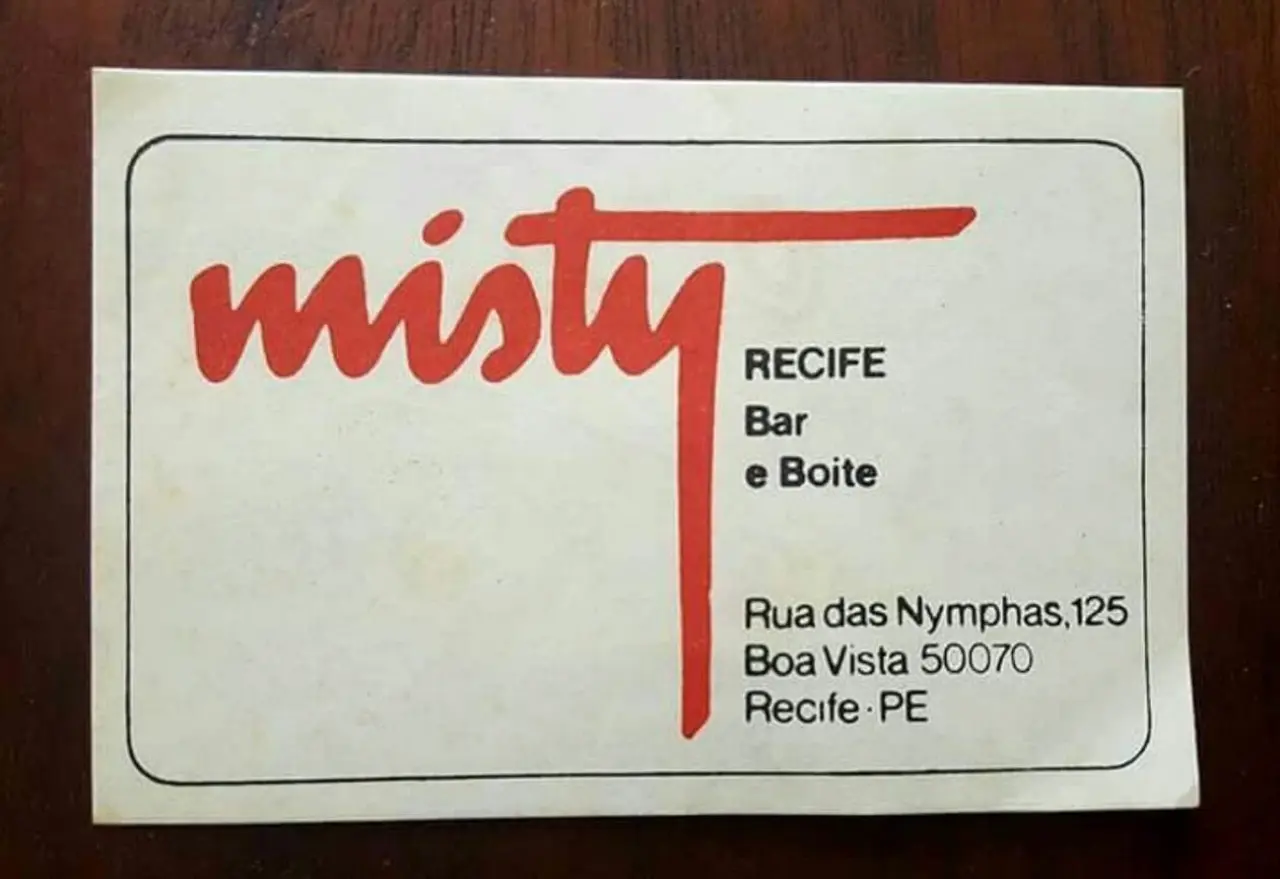 misty
RECIFE
Bar
e Boite
Rua das Nymphas,125
Boa Vista 50070
Recife·PE